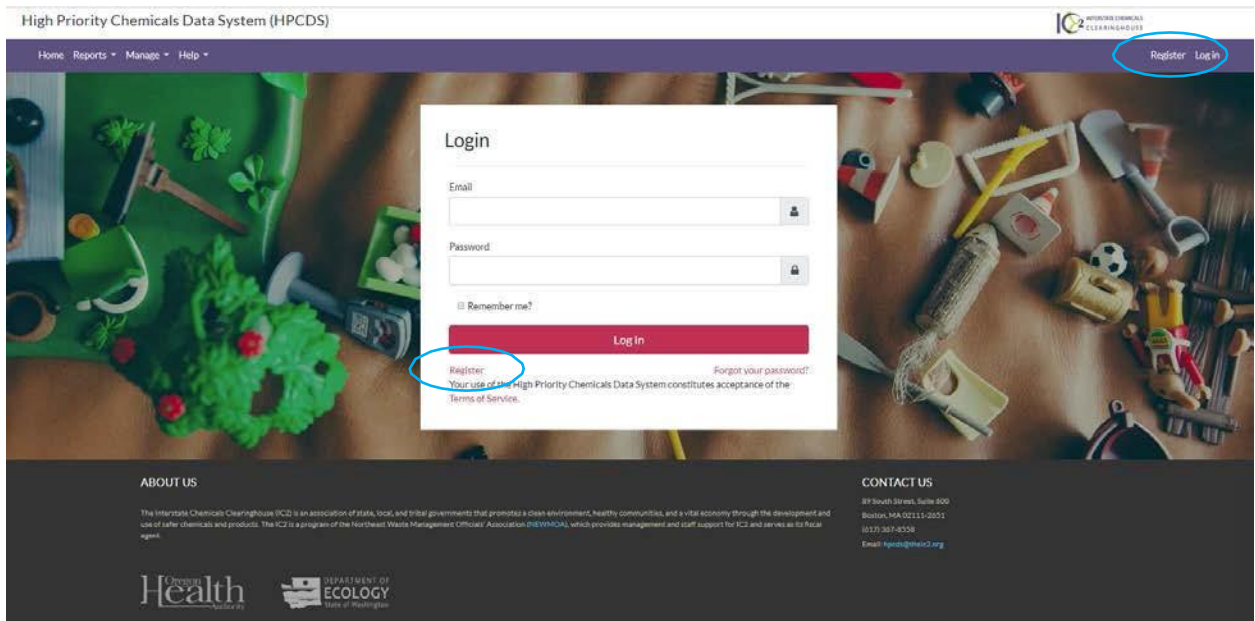 High Priority Chemicals Data System (HPCDS)
IC2 INTERSTATE CHEMICALS
CLEARINGHOUSE
Home Reports Manage Help
Register Log in
Login
Email
Password
Remember me?
Log in
Register Forgot your password?
Your use of the High Priority Chemicals Data System constitutes acceptance of the
Terms of Service.
ABOUT US
The Interstate Chemicals Clearinghouse (IC2) is an association of state, local, and tribal governments that promotes a clean environment, healthy communities, and a vital economy through the development and
use of safer chemicals and products. The IC2 is a program of the Northeast Waste Management Officials' Association (NEWMOA), which provides management and staff support for IC2 and serves as its fiscal
agent.
CONTACT US
89 South Street, Suite 600
Boston, MA 02111-2651
(617) 367-8558
Email: hpcds@theic2.org
Oregon
Health
Authority
DEPARTMENT OF
ECOLOGY
State of Washington